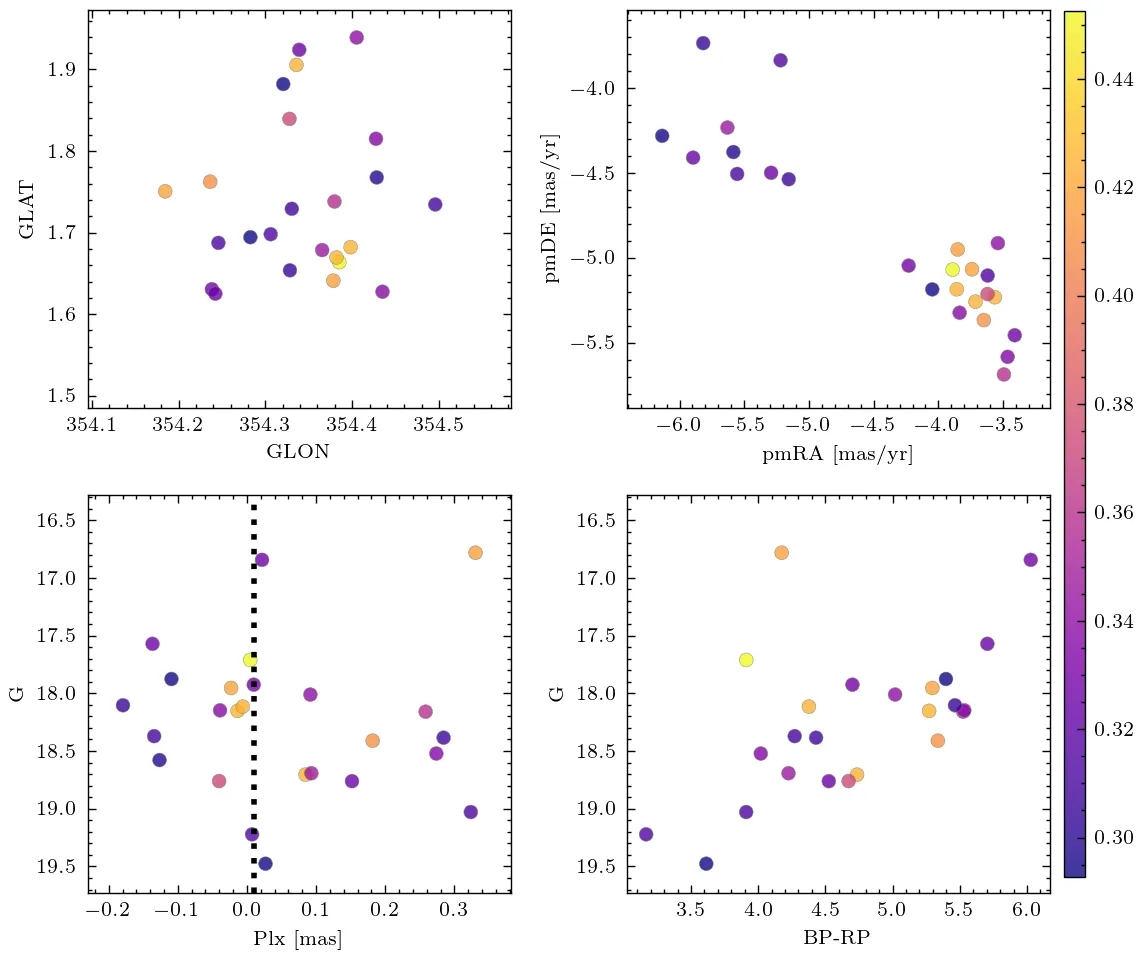 1.9
1.8
1.7
1.6
1.5
GLAT
354.1 354.2 354.3 354.4 354.5
GLON
−4.0
−4.5
−5.0
−5.5
pmDE [mas/yr]
−6.0 −5.5 −5.0 −4.5 −4.0 −3.5
pmRA [mas/yr]
0.44
0.42
0.40
0.38
0.36
0.34
0.32
0.30
16.5
17.0
17.5
18.0
18.5
19.0
19.5
G
−0.2 −0.1 0.0 0.1 0.2 0.3
Plx [mas]
16.5
17.0
17.5
18.0
18.5
19.0
19.5
G
3.5 4.0 4.5 5.0 5.5 6.0
BP-RP